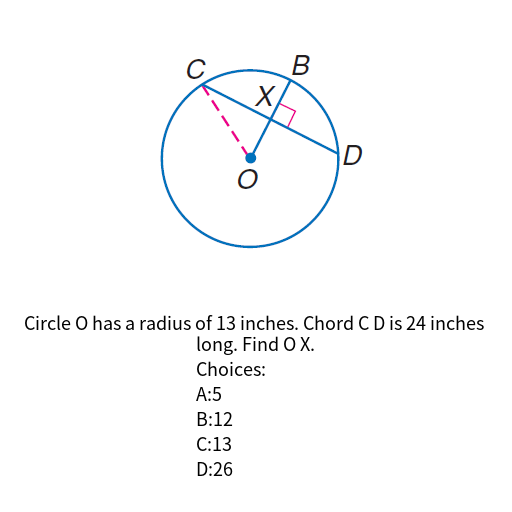 C
B
X
D
O
Circle O has a radius of 13 inches. Chord C D is 24 inches
long. Find O X.
Choices:
A:5
B:12
C:13
D:26